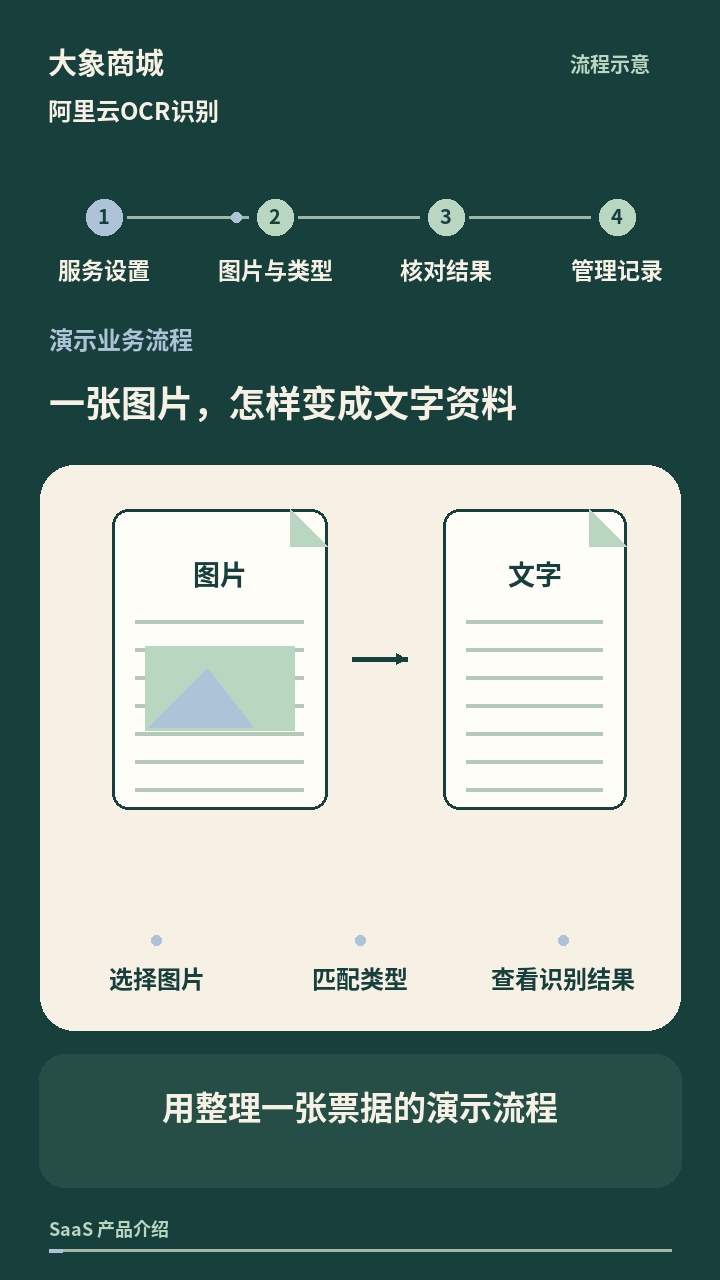 大象商城
流程示意
阿里云OCR识别
1 2 3 4
服务设置 图片与类型 核对结果 管理记录
演示业务流程
一张图片，怎样变成文字资料
图片 文字
选择图片 匹配类型 查看识别结果
用整理一张票据的演示流程
SaaS 产品介绍